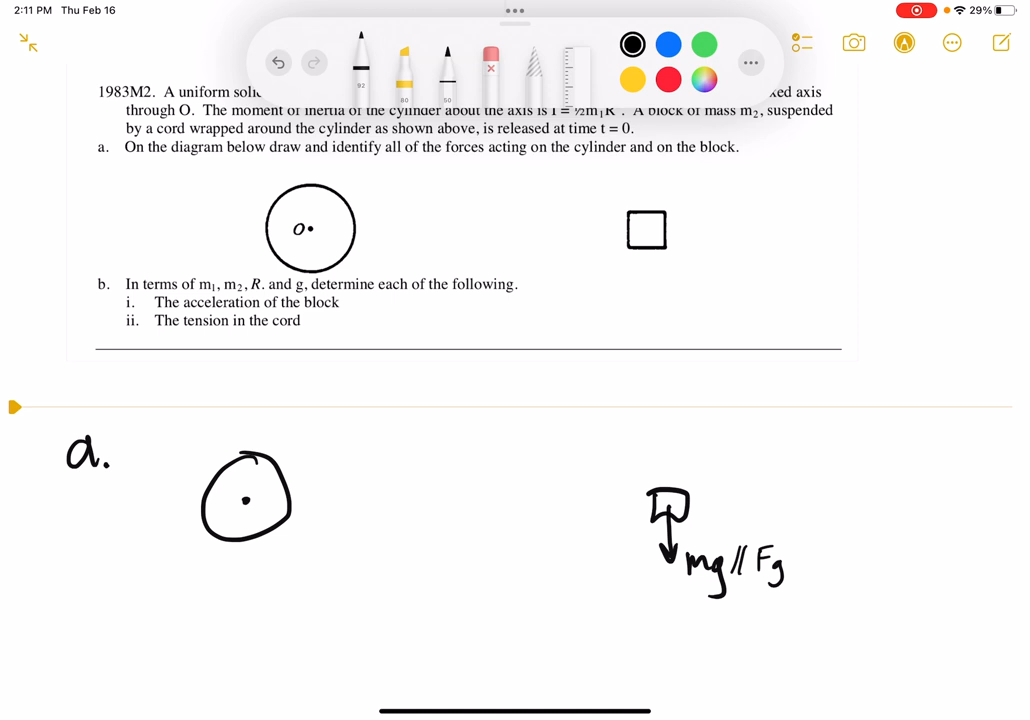 2:11 PM Thu Feb 16
29%
92
80
50
1983M2. A uniform solid xed axis
through O. The moment of inertia of the cylinder about the axis is I = ½m₁R². A block of mass m₂, suspended
by a cord wrapped around the cylinder as shown above, is released at time t = 0.
a. On the diagram below draw and identify all of the forces acting on the cylinder and on the block.
O
b. In terms of m₁, m₂, R. and g, determine each of the following.
i. The acceleration of the block
ii. The tension in the cord
a.
mg // Fg